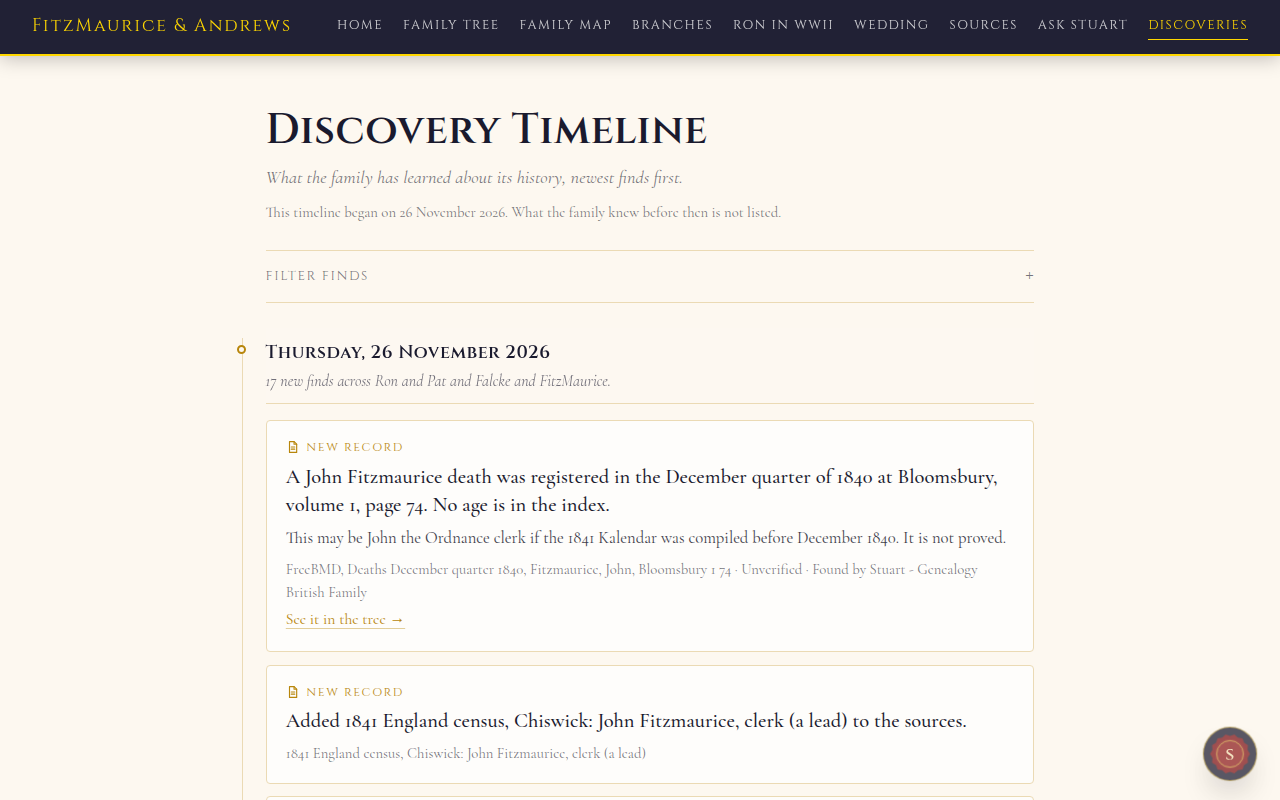 FitzMaurice & Andrews
HOME FAMILY TREE FAMILY MAP BRANCHES RON IN WWII WEDDING SOURCES ASK STUART DISCOVERIES
Discovery Timeline
What the family has learned about its history, newest finds first.
This timeline began on 26 November 2026. What the family knew before then is not listed.
FILTER FINDS +
Thursday, 26 November 2026
17 new finds across Ron and Pat and Falcke and FitzMaurice.
NEW RECORD
A John Fitzmaurice death was registered in the December quarter of 1840 at Bloomsbury,
volume 1, page 74. No age is in the index.
This may be John the Ordnance clerk if the 1841 Kalendar was compiled before December 1840. It is not proved.
FreeBMD, Deaths December quarter 1840, Fitzmaurice, John, Bloomsbury 1 74 · Unverified · Found by Stuart - Genealogy
British Family
See it in the tree →
NEW RECORD
Added 1841 England census, Chiswick: John Fitzmaurice, clerk (a lead) to the sources.
1841 England census, Chiswick: John Fitzmaurice, clerk (a lead)
S